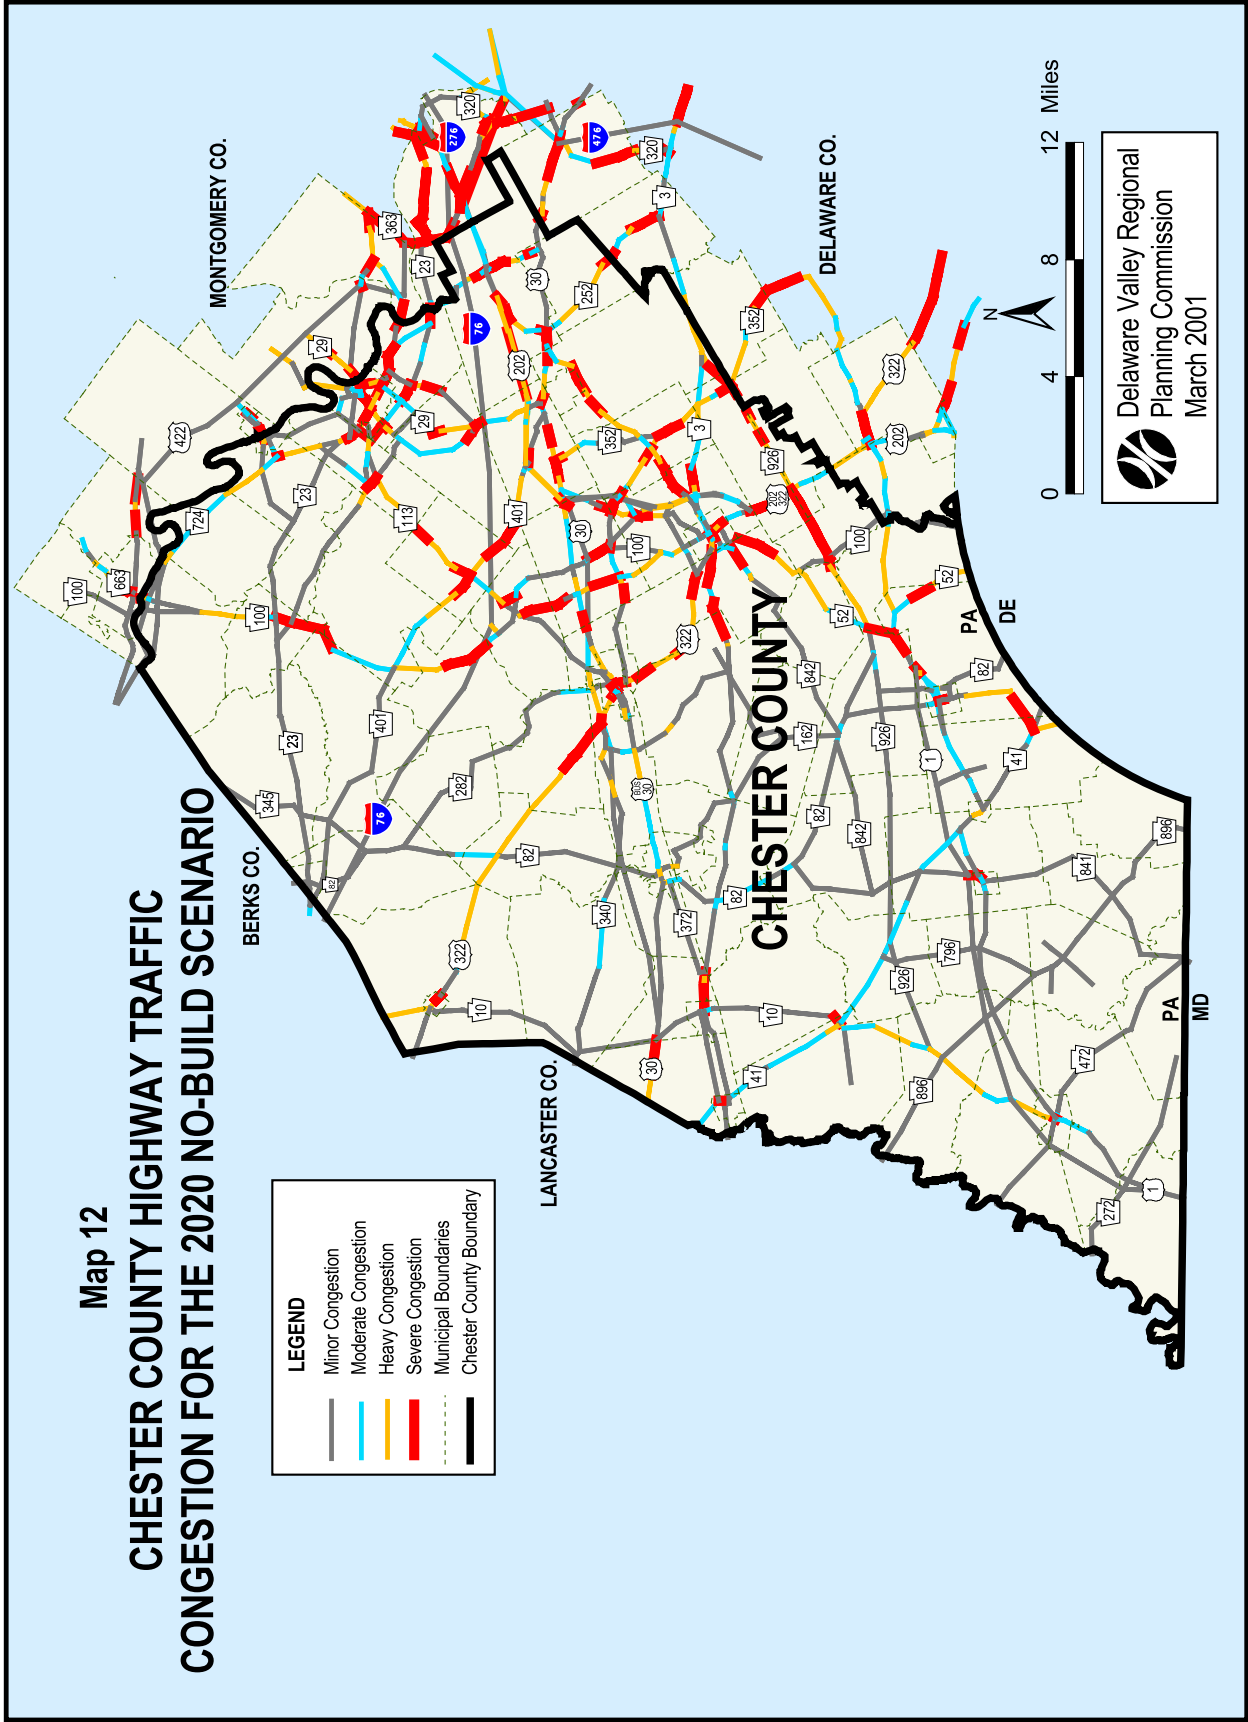 Map 12
CHESTER COUNTY HIGHWAY TRAFFIC
CONGESTION FOR THE 2020 NO-BUILD SCENARIO
LEGEND
Minor Congestion
Moderate Congestion
Heavy Congestion
Severe Congestion
Municipal Boundaries
Chester County Boundary
BERKS CO.
MONTGOMERY CO.
LANCASTER CO.
DELAWARE CO.
CHESTER COUNTY
PA
DE
PA
MD
100
663
724
422
29
363
23
320
276
100
23
113
29
76
345
23
401
401
202
30
252
476
320
3
82
76
282
82
322
10
340
30
100
352
3
352
322
372
82
BUS
30
322
926
202
322
100
202
30
41
10
162
842
82
842
52
52
926
926
796
1
82
41
896
841
896
472
272
1
N
0 4 8 12 Miles
Delaware Valley Regional
Planning Commission
March 2001